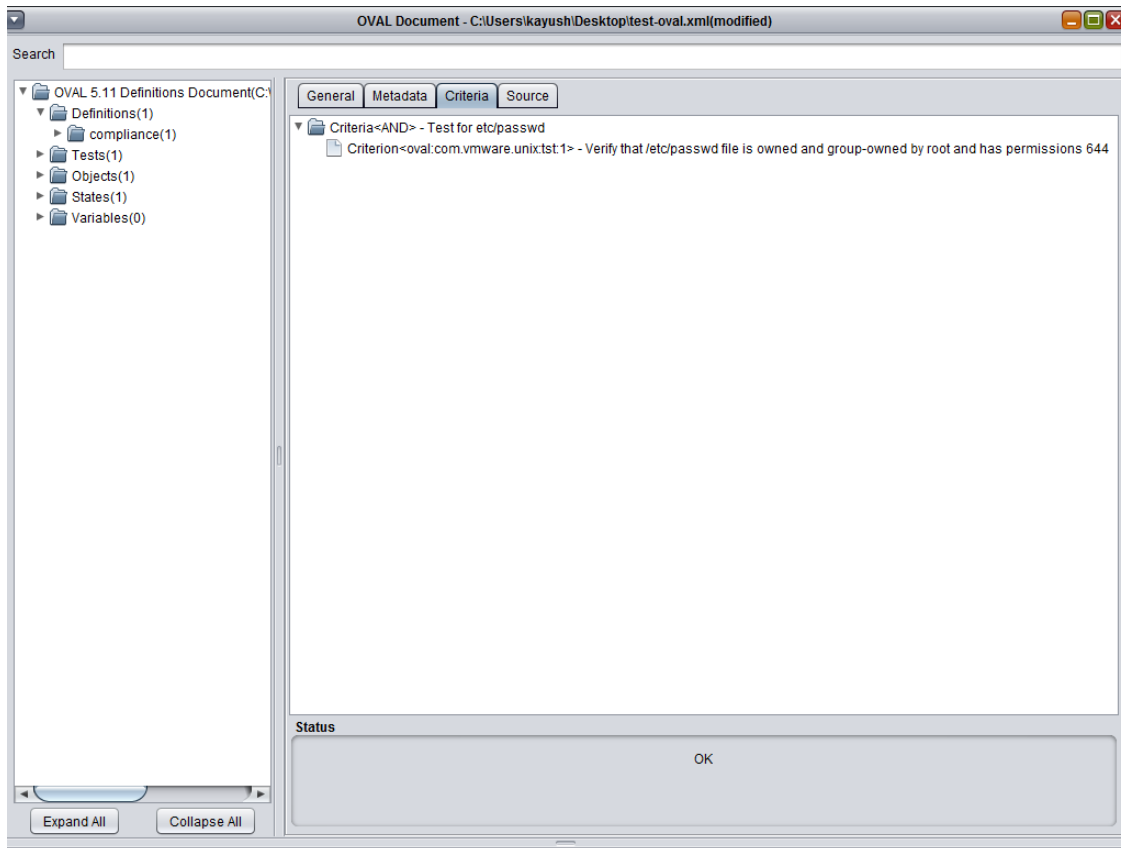 OVAL Document - C:\Users\kayush\Desktop\test-oval.xml(modified)
Search
OVAL 5.11 Definitions Document(C:\
Definitions(1)
compliance(1)
Tests(1)
Objects(1)
States(1)
Variables(0)
Expand All
Collapse All
General
Metadata
Criteria
Source
Criteria<AND> - Test for etc/passwd
Criterion<oval:com.vmware.unix:tst:1> - Verify that /etc/passwd file is owned and group-owned by root and has permissions 644
Status
OK